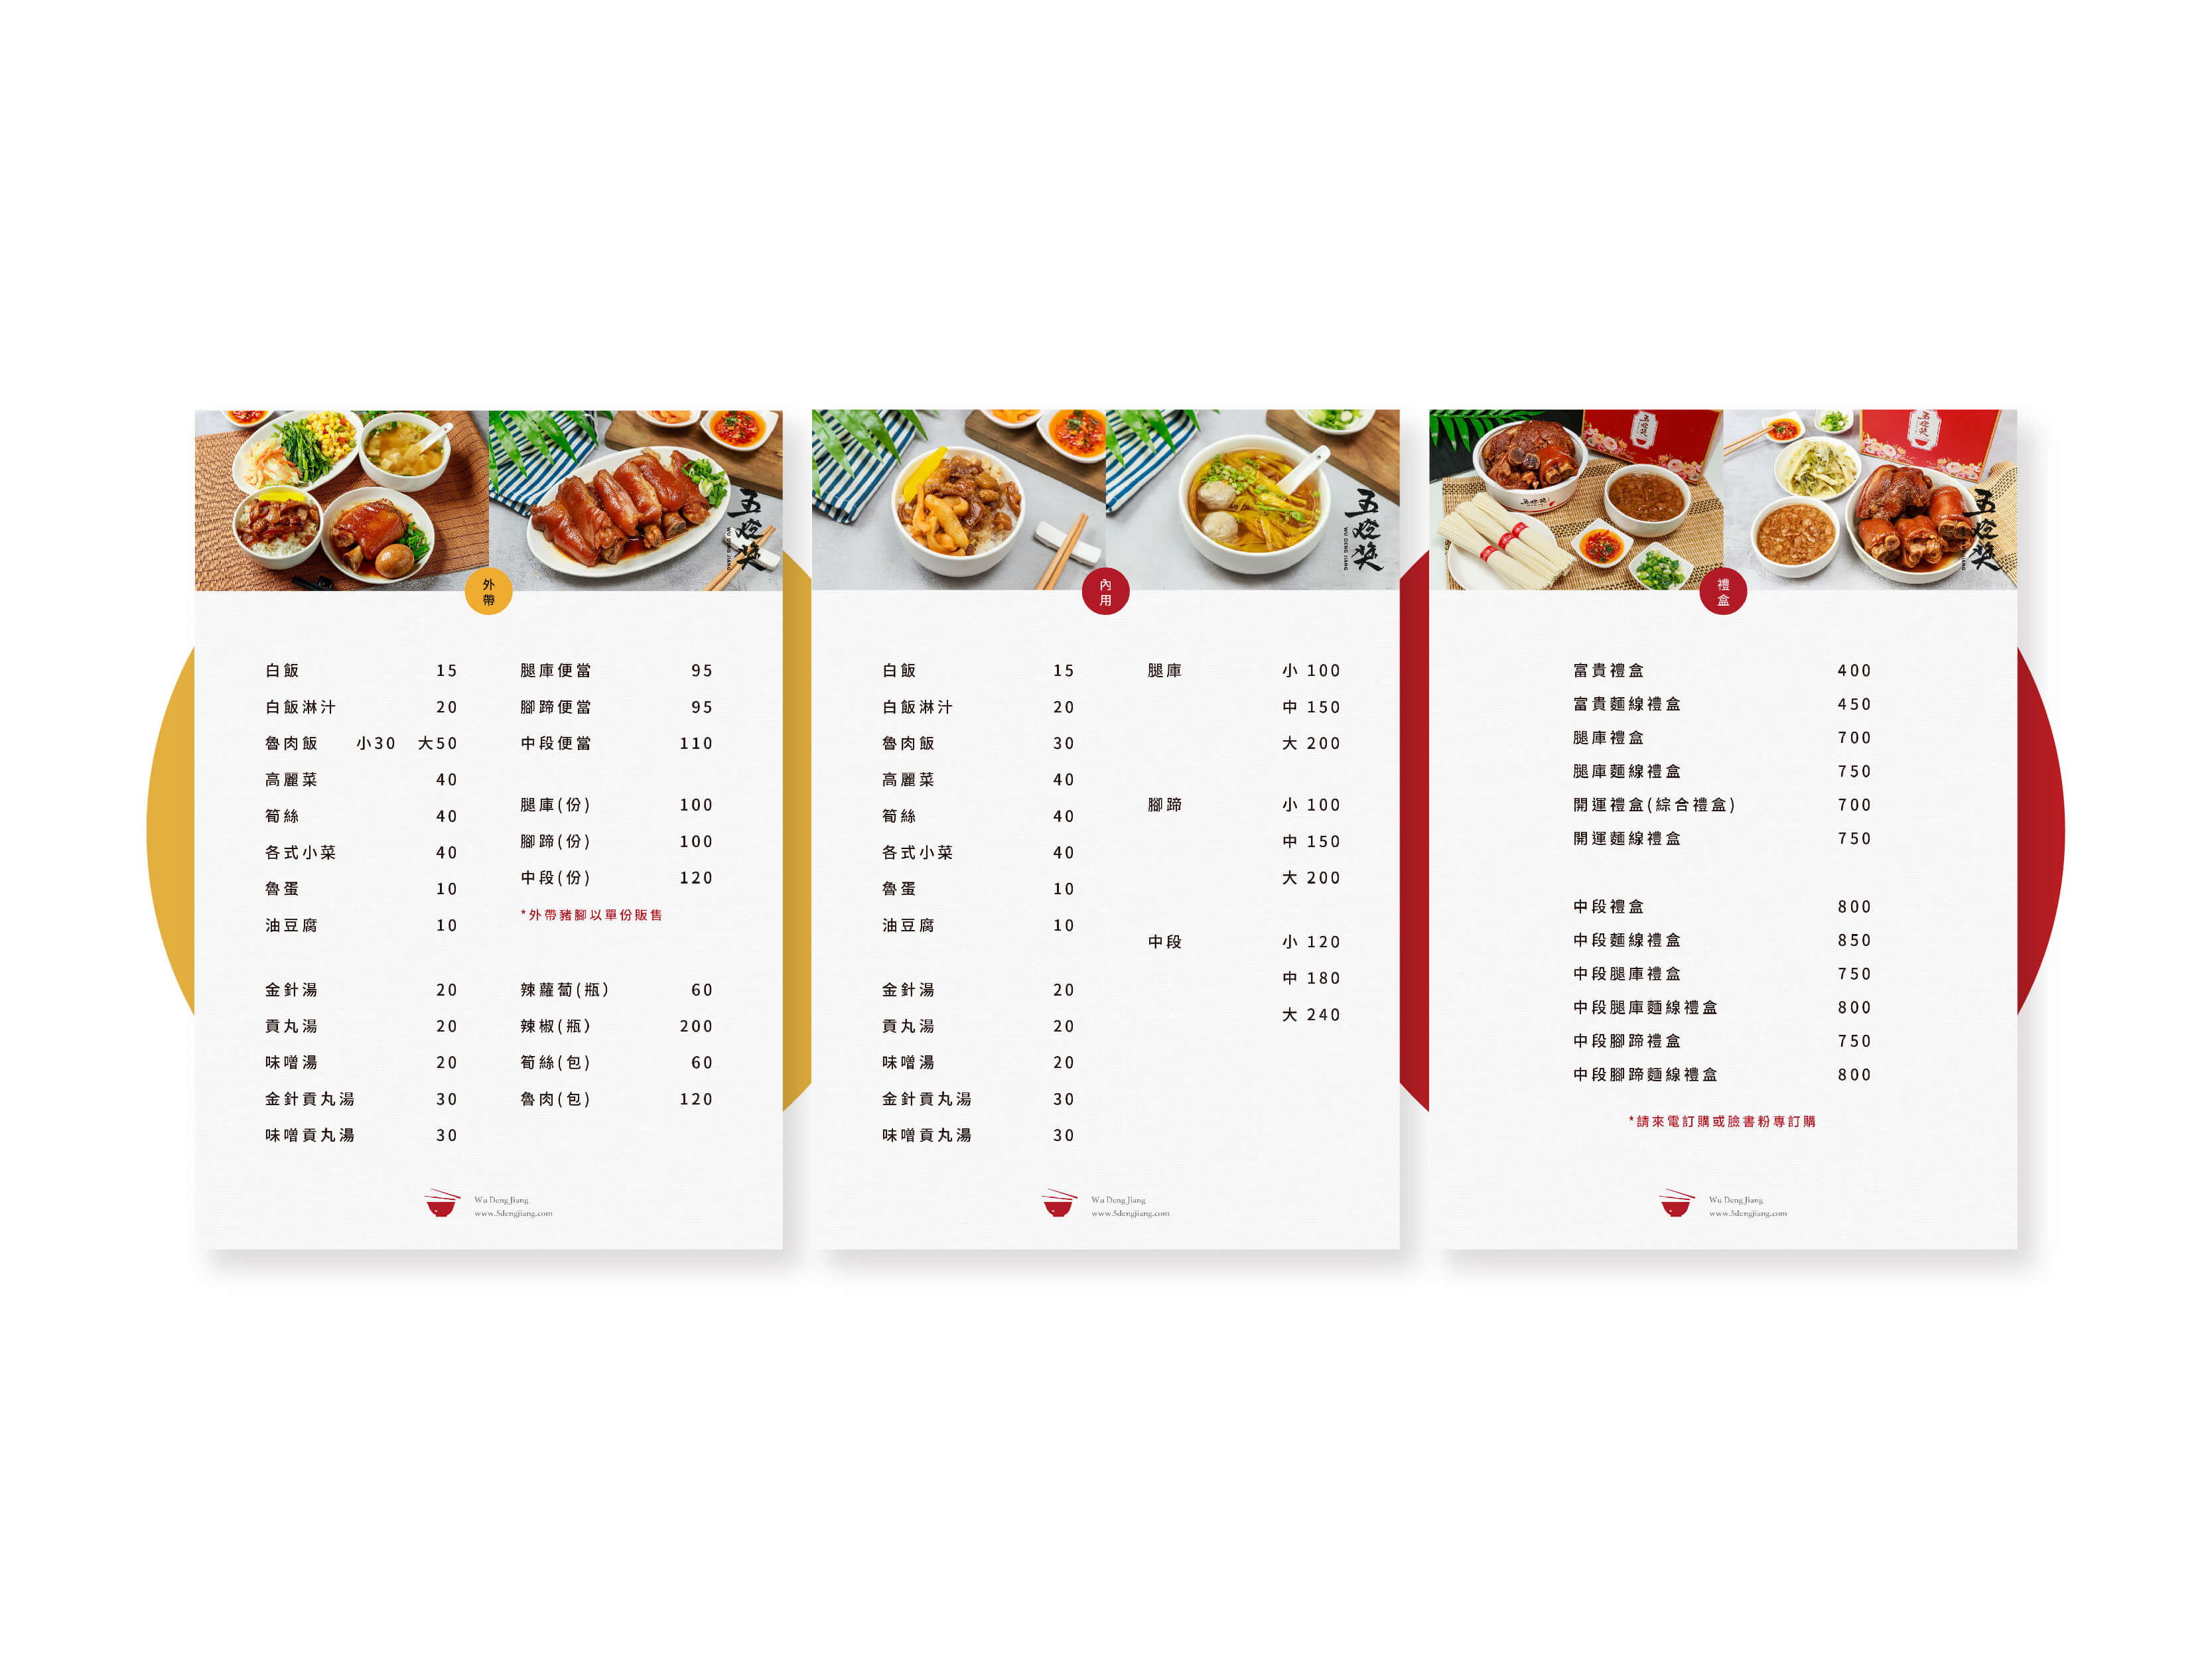 五燈獎
WU DENG JIANG
外帶
白飯 15
白飯淋汁 20
魯肉飯 小30 大50
高麗菜 40
筍絲 40
各式小菜 40
魯蛋 10
油豆腐 10
金針湯 20
貢丸湯 20
味噌湯 20
金針貢丸湯 30
味噌貢丸湯 30
腿庫便當 95
腳蹄便當 95
中段便當 110
腿庫(份) 100
腳蹄(份) 100
中段(份) 120
*外帶豬腳以單份販售
辣蘿蔔(瓶) 60
辣椒(瓶) 200
筍絲(包) 60
魯肉(包) 120
Wu Deng Jiang
www.5dengjiang.com
五燈獎
WU DENG JIANG
內用
白飯 15
白飯淋汁 20
魯肉飯 30
高麗菜 40
筍絲 40
各式小菜 40
魯蛋 10
油豆腐 10
金針湯 20
貢丸湯 20
味噌湯 20
金針貢丸湯 30
味噌貢丸湯 30
腿庫 小 100
中 150
大 200
腳蹄 小 100
中 150
大 200
中段 小 120
中 180
大 240
Wu Deng Jiang
www.5dengjiang.com
五燈獎
五燈獎
五燈獎
禮盒
富貴禮盒 400
富貴麵線禮盒 450
腿庫禮盒 700
腿庫麵線禮盒 750
開運禮盒(綜合禮盒) 700
開運麵線禮盒 750
中段禮盒 800
中段麵線禮盒 850
中段腿庫禮盒 750
中段腿庫麵線禮盒 800
中段腳蹄禮盒 750
中段腳蹄麵線禮盒 800
*請來電訂購或臉書粉專訂購
Wu Deng Jiang
www.5dengjiang.com